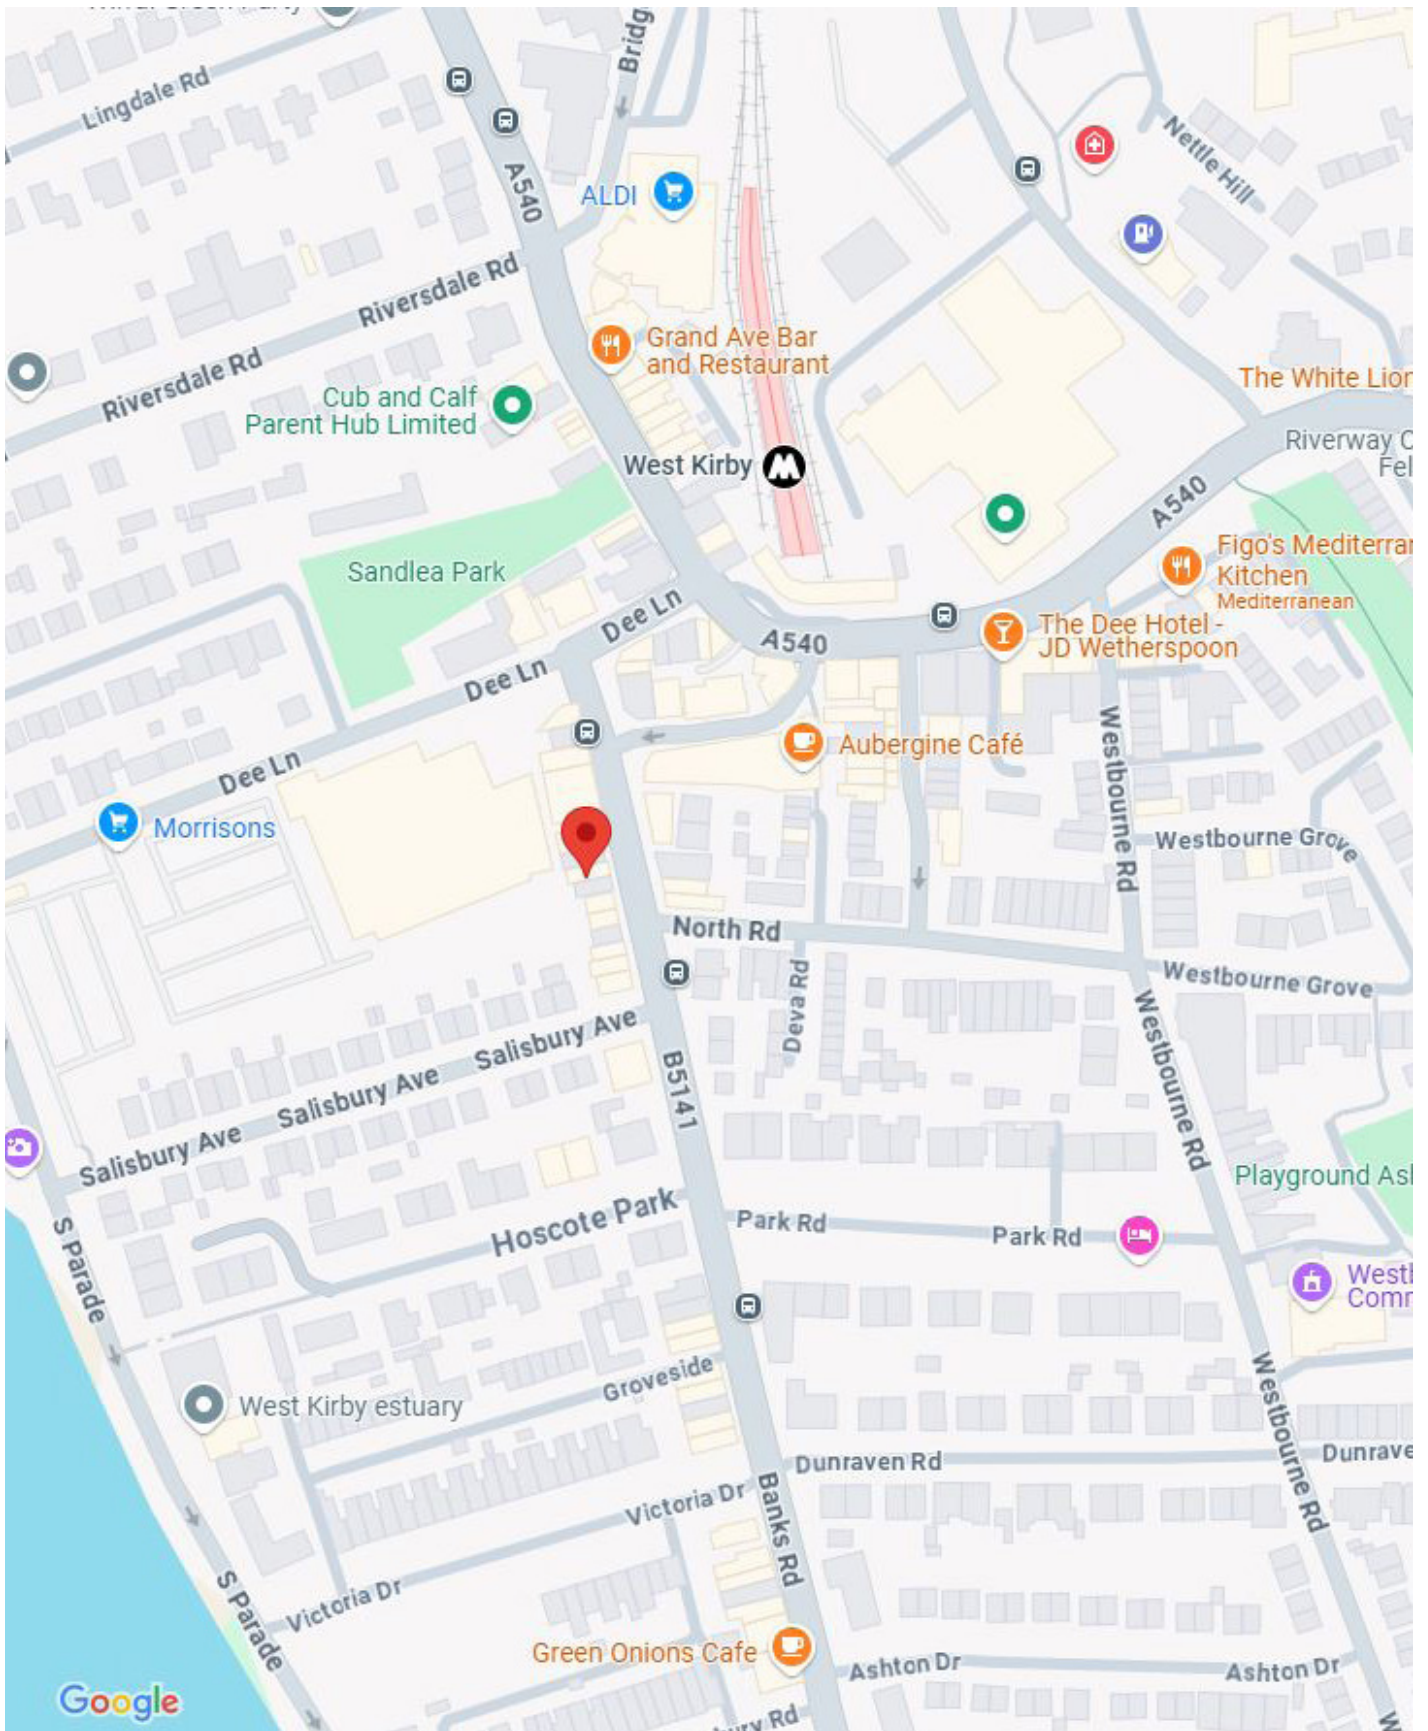 Lingdale Rd
Bridg
A540
ALDI
Nettle Hill
Riversdale Rd
Riversdale Rd
Grand Ave Bar
and Restaurant
Cub and Calf
Parent Hub Limited
The White Lion
Riverway C
Fel
West Kirby
A540
Sandlea Park
Figo's Mediterra
Kitchen
Mediterranean
Dee Ln
A540
The Dee Hotel -
JD Wetherspoon
Dee Ln
Westbourne Rd
Aubergine Café
Dee Ln
Morrisons
Westbourne Grove
North Rd
Deva Rd
Westbourne Grove
Salisbury Ave
Salisbury Ave
Salisbury Ave
B5141
Westbourne Rd
Playground Ash
Hoscote Park
Park Rd
Park Rd
S Parade
Westb
Comm
Groveside
West Kirby estuary
Westbourne Rd
Dunraven Rd
Dunrave
Victoria Dr
Banks Rd
Victoria Dr
S Parade
Green Onions Cafe
Ashton Dr
Ashton Dr
Google